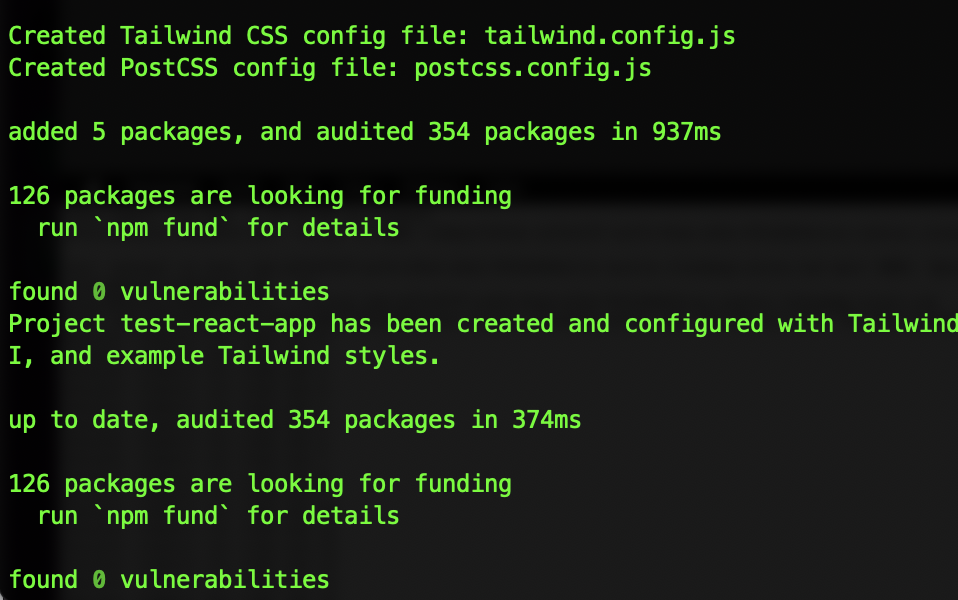 Created Tailwind CSS config file: tailwind.config.js
Created PostCSS config file: postcss.config.js
added 5 packages, and audited 354 packages in 937ms
126 packages are looking for funding
run `npm fund` for details
found 0 vulnerabilities
Project test-react-app has been created and configured with Tailwind
I, and example Tailwind styles.
up to date, audited 354 packages in 374ms
126 packages are looking for funding
run `npm fund` for details
found 0 vulnerabilities